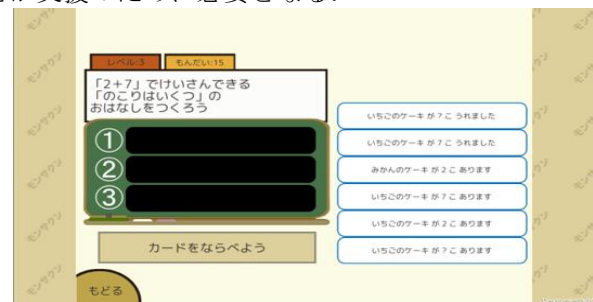 レベル:3 もんだい:15
「2+7」でけいさんできる
「のこりはいくつ」の
おはなしをつくろう
①
②
③
カードをならべよう
もどる
いちごのケーキ が ?こ うれました
いちごのケーキ が 7こ うれました
みかんのケーキ が 2こ あります
いちごのケーキ が 7こ あります
いちごのケーキ が 2こ あります
いちごのケーキ が ?こ あります
モンサクン